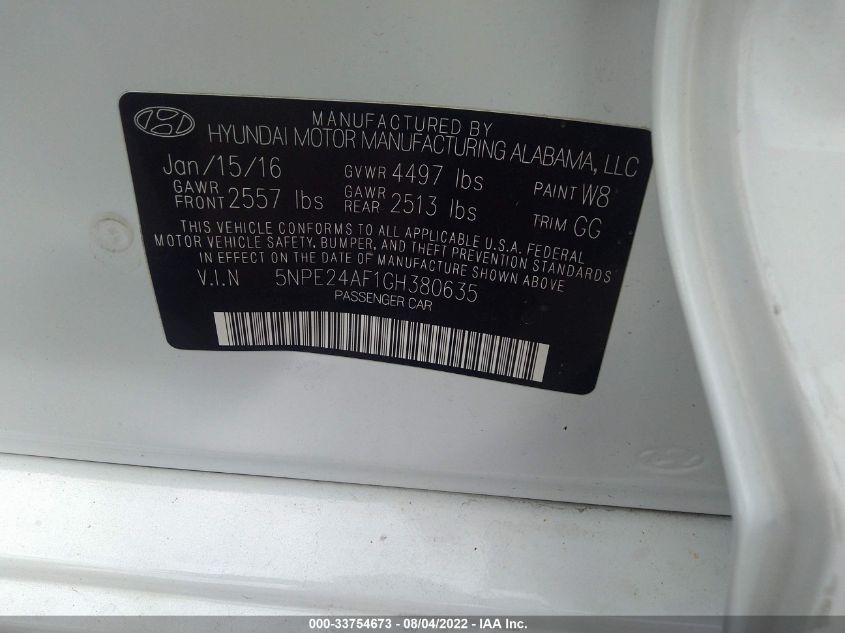 MANUFACTURED BY
HYUNDAI MOTOR MANUFACTURING ALABAMA, LLC
Jan/15/16 GVWR 4497 lbs PAINT W8
GAWR FRONT 2557 lbs GAWR REAR 2513 lbs TRIM GG
THIS VEHICLE CONFORMS TO ALL APPLICABLE U.S.A. FEDERAL
MOTOR VEHICLE SAFETY, BUMPER, AND THEFT PREVENTION STANDARDS
IN EFFECT ON THE DATE OF MANUFACTURE SHOWN ABOVE
V.I.N 5NPE24AF1GH380635
PASSENGER CAR
000-33754673 - 08/04/2022 - IAA Inc.